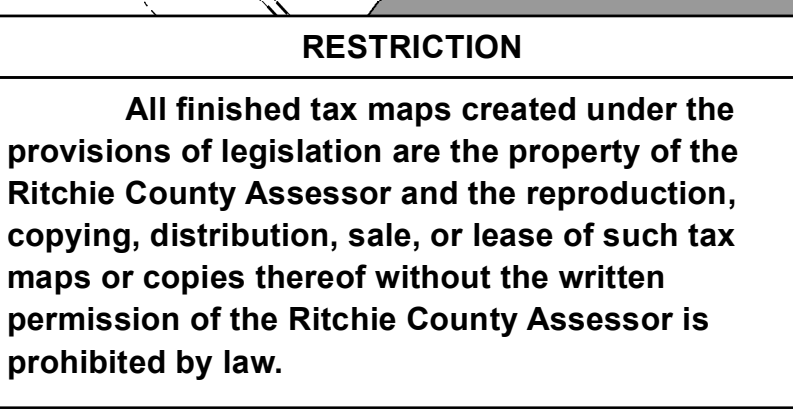 RESTRICTION
All finished tax maps created under the
provisions of legislation are the property of the
Ritchie County Assessor and the reproduction,
copying, distribution, sale, or lease of such tax
maps or copies thereof without the written
permission of the Ritchie County Assessor is
prohibited by law.